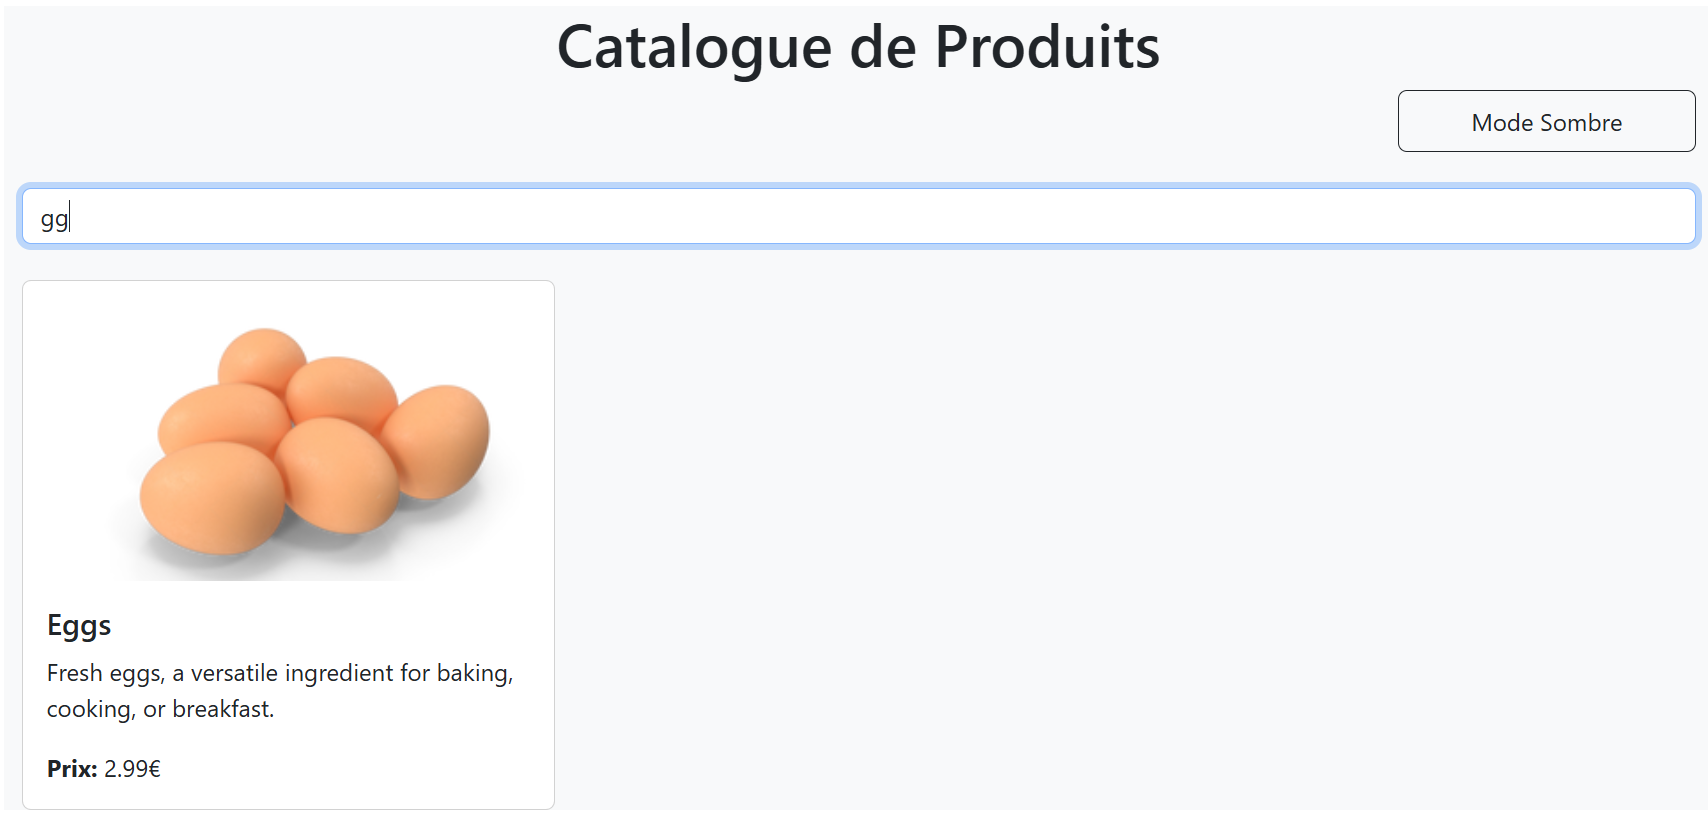 Catalogue de Produits
Mode Sombre
gg
Eggs
Fresh eggs, a versatile ingredient for baking,
cooking, or breakfast.
Prix: 2.99€